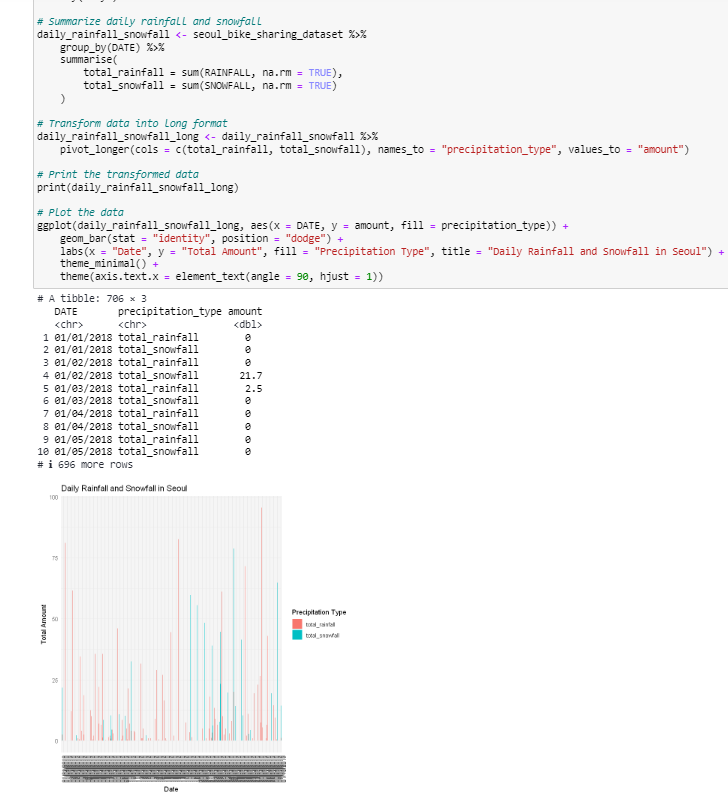 # Summarize daily rainfall and snowfall
daily_rainfall_snowfall <- seoul_bike_sharing_dataset %>%
    group_by(DATE) %>%
    summarise(
        total_rainfall = sum(RAINFALL, na.rm = TRUE),
        total_snowfall = sum(SNOWFALL, na.rm = TRUE)
    )
# Transform data into long format
daily_rainfall_snowfall_long <- daily_rainfall_snowfall %>%
    pivot_longer(cols = c(total_rainfall, total_snowfall), names_to = "precipitation_type", values_to = "amount")
# Print the transformed data
print(daily_rainfall_snowfall_long)
# Plot the data
ggplot(daily_rainfall_snowfall_long, aes(x = DATE, y = amount, fill = precipitation_type)) +
    geom_bar(stat = "identity", position = "dodge") +
    labs(x = "Date", y = "Total Amount", fill = "Precipitation Type", title = "Daily Rainfall and Snowfall in Seoul") +
    theme_minimal() +
    theme(axis.text.x = element_text(angle = 90, hjust = 1))
# A tibble: 706 × 3
DATE precipitation_type amount
<chr> <chr> <dbl>
1 01/01/2018 total_rainfall 0
2 01/01/2018 total_snowfall 0
3 01/02/2018 total_rainfall 0
4 01/02/2018 total_snowfall 21.7
5 01/03/2018 total_rainfall 2.5
6 01/03/2018 total_snowfall 0
7 01/04/2018 total_rainfall 0
8 01/04/2018 total_snowfall 0
9 01/05/2018 total_rainfall 0
10 01/05/2018 total_snowfall 0
# ℹ 696 more rows
Daily Rainfall and Snowfall in Seoul
100
75
50
25
0
Total Amount
Date
Precipitation Type
total_rainfall
total_snowfall